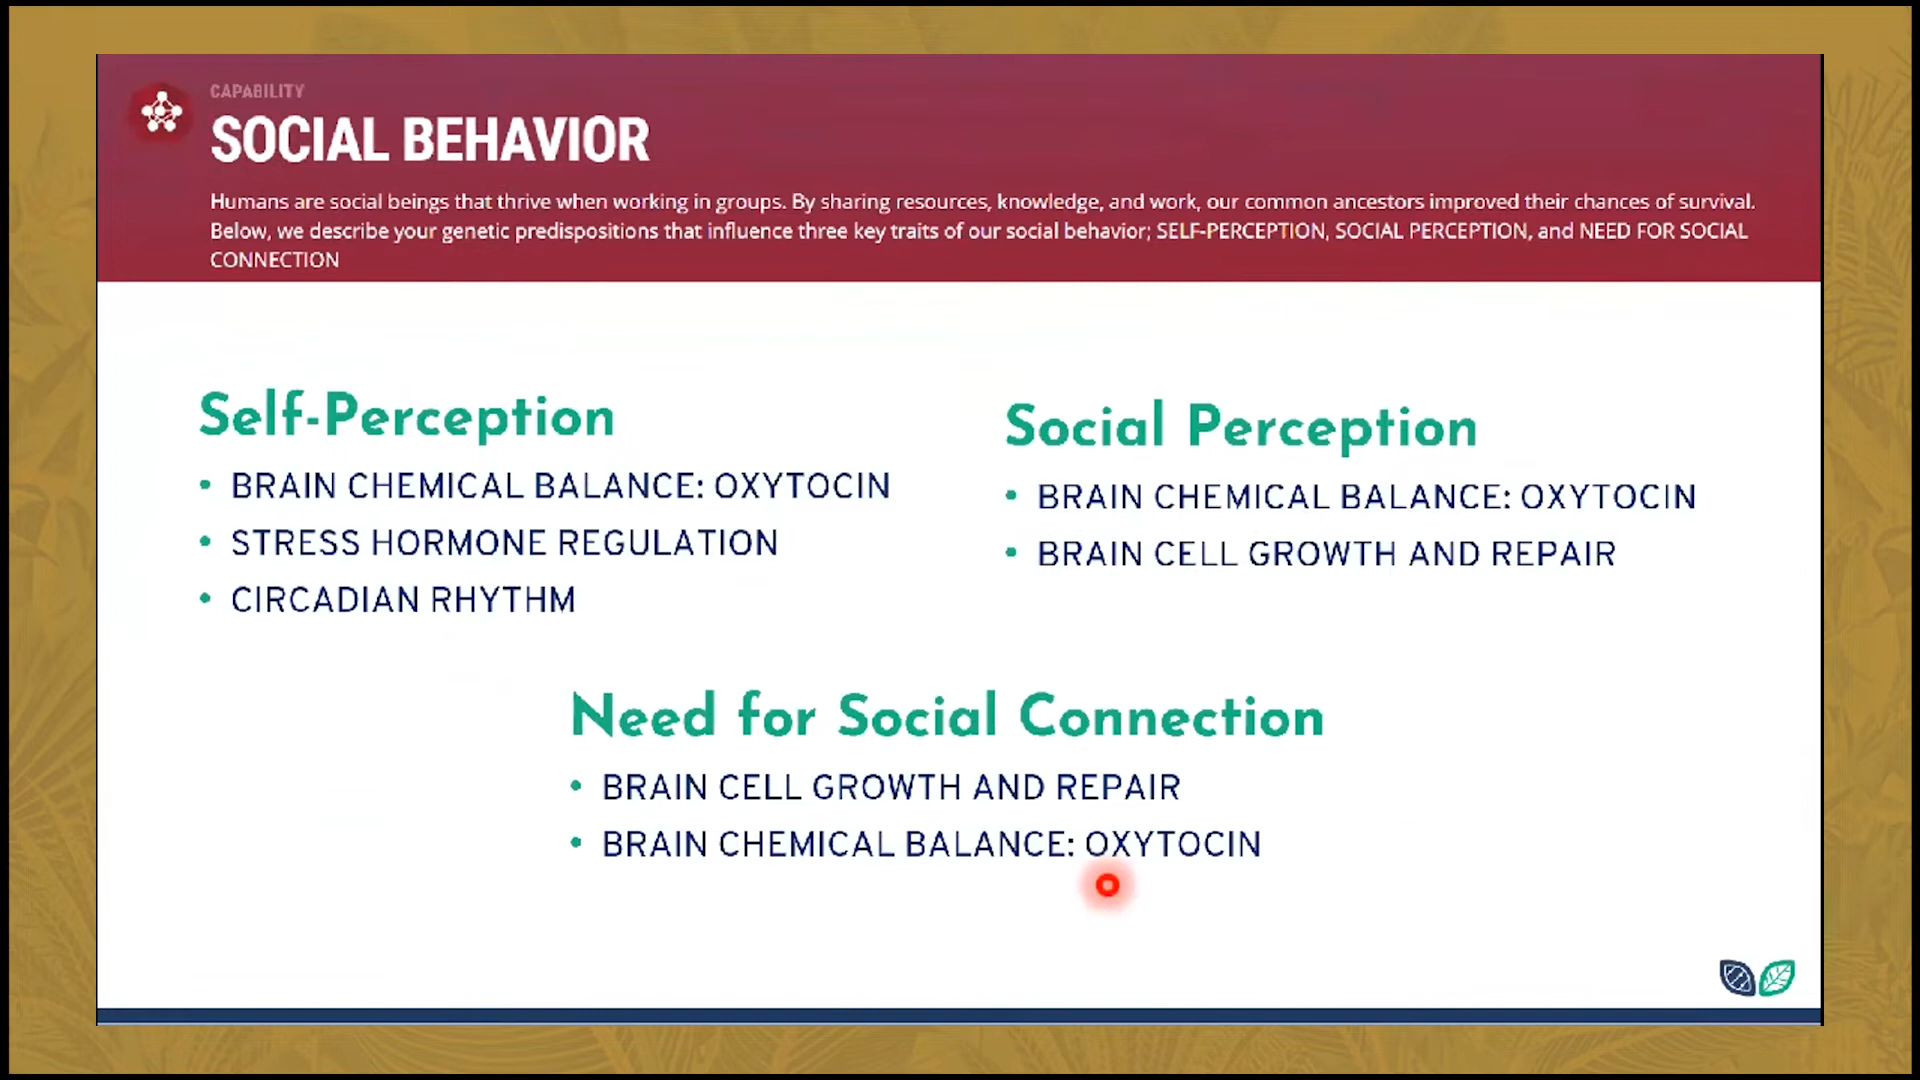 CAPABILITY
SOCIAL BEHAVIOR
Humans are social beings that thrive when working in groups. By sharing resources, knowledge, and work, our common ancestors improved their chances of survival.
Below, we describe your genetic predispositions that influence three key traits of our social behavior; SELF-PERCEPTION, SOCIAL PERCEPTION, and NEED FOR SOCIAL
CONNECTION
Self-Perception
• BRAIN CHEMICAL BALANCE: OXYTOCIN
• STRESS HORMONE REGULATION
• CIRCADIAN RHYTHM
Social Perception
• BRAIN CHEMICAL BALANCE: OXYTOCIN
• BRAIN CELL GROWTH AND REPAIR
Need for Social Connection
• BRAIN CELL GROWTH AND REPAIR
• BRAIN CHEMICAL BALANCE: OXYTOCIN